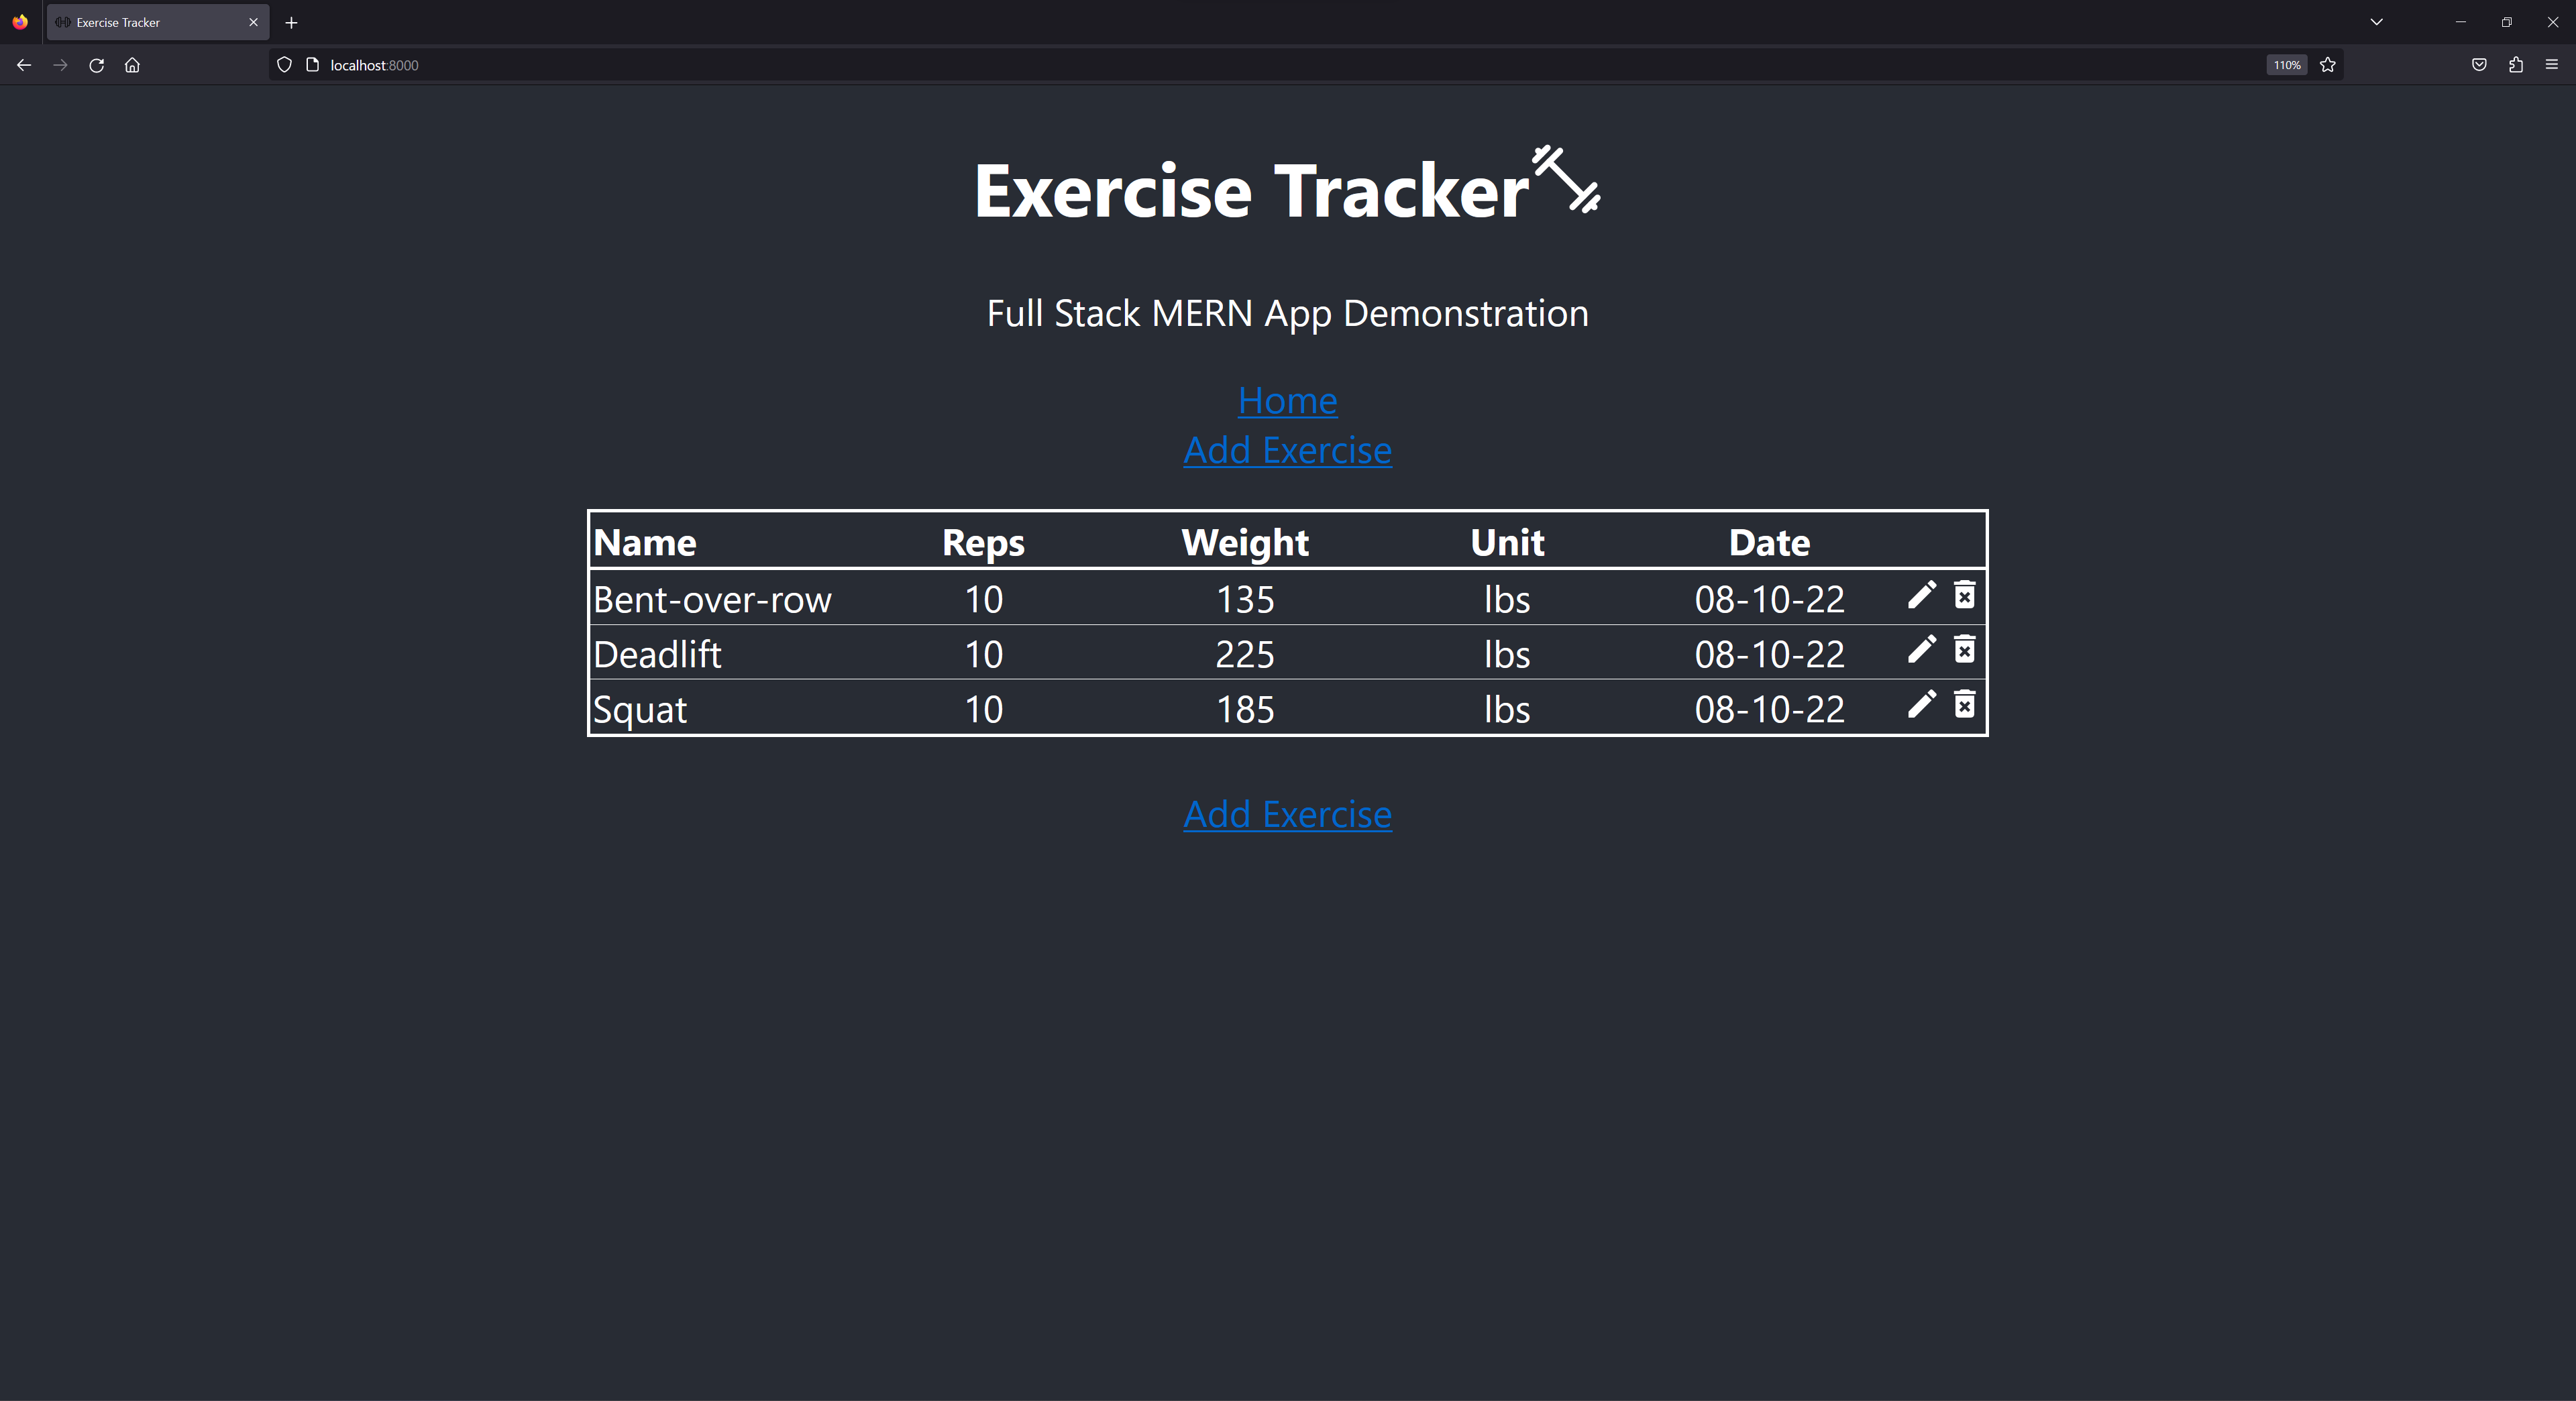 Exercise Tracker
localhost:8000
110%
Exercise Tracker
Full Stack MERN App Demonstration
Home
Add Exercise
Name Reps Weight Unit Date
Bent-over-row 10 135 lbs 08-10-22
Deadlift 10 225 lbs 08-10-22
Squat 10 185 lbs 08-10-22
Add Exercise